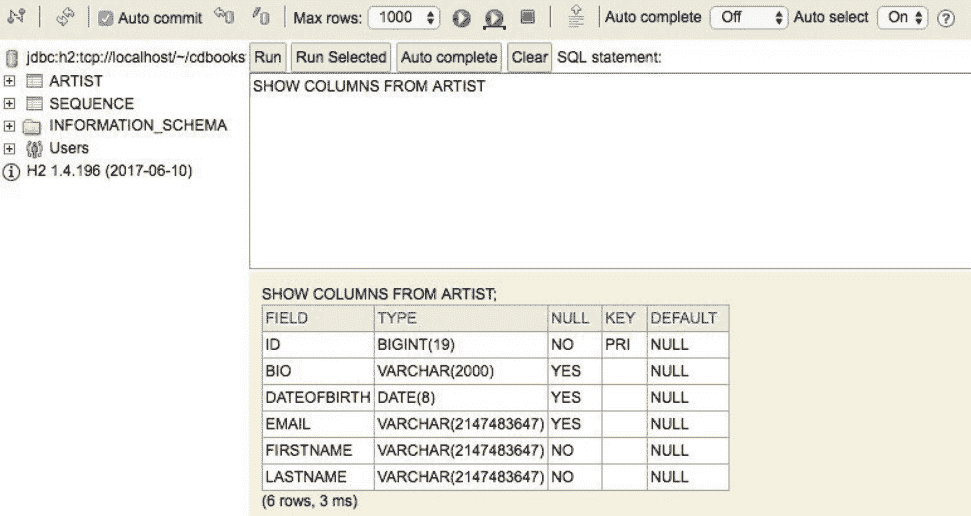 Auto commit Max rows: 1000 Auto complete Off Auto select On ?
jdbc:h2:tcp://localhost/~/cdbooks Run Run Selected Auto complete Clear SQL statement:
ARTIST
SEQUENCE
INFORMATION_SCHEMA
Users
H2 1.4.196 (2017-06-10)
SHOW COLUMNS FROM ARTIST
SHOW COLUMNS FROM ARTIST;
FIELD TYPE NULL KEY DEFAULT
ID BIGINT(19) NO PRI NULL
BIO VARCHAR(2000) YES NULL
DATEOFBIRTH DATE(8) YES NULL
EMAIL VARCHAR(2147483647) YES NULL
FIRSTNAME VARCHAR(2147483647) NO NULL
LASTNAME VARCHAR(2147483647) NO NULL
(6 rows, 3 ms)